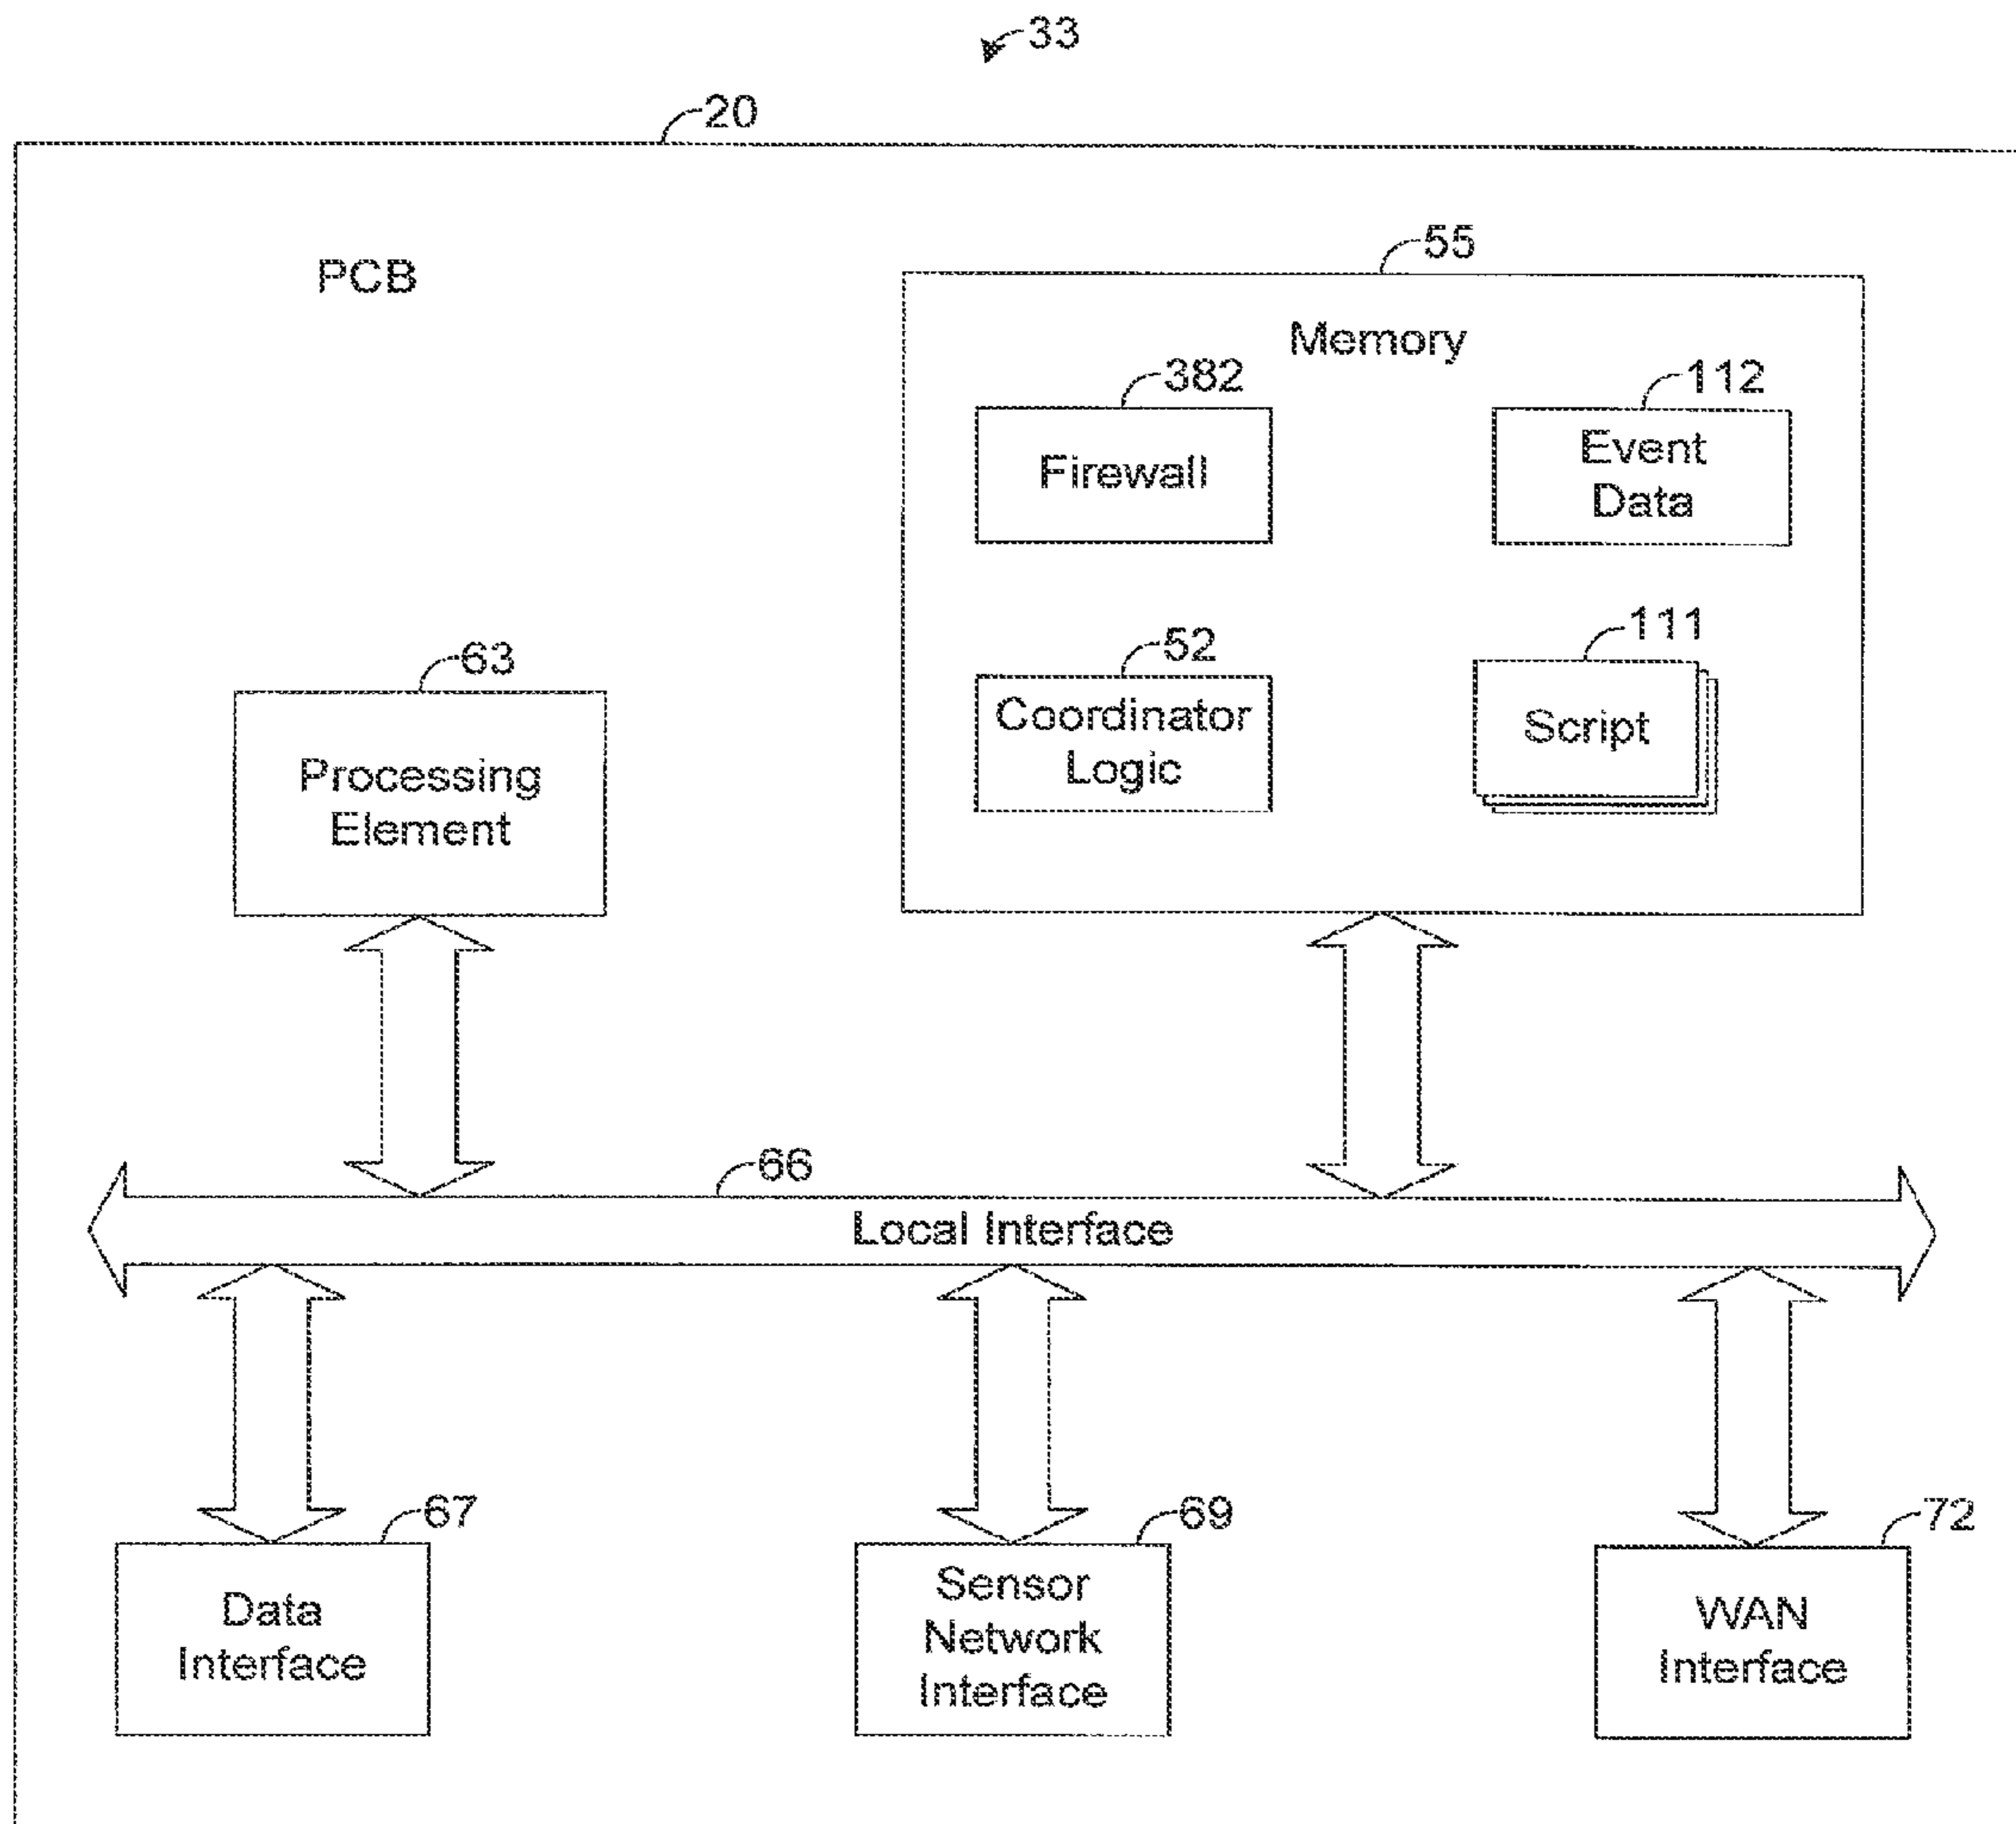 33
20
PCB
55
Memory
382
Firewall
112
Event
Data
52
Coordinator
Logic
111
Script
63
Processing
Element
66
Local Interface
67
Data
Interface
69
Sensor
Network
Interface
72
WAN
Interface